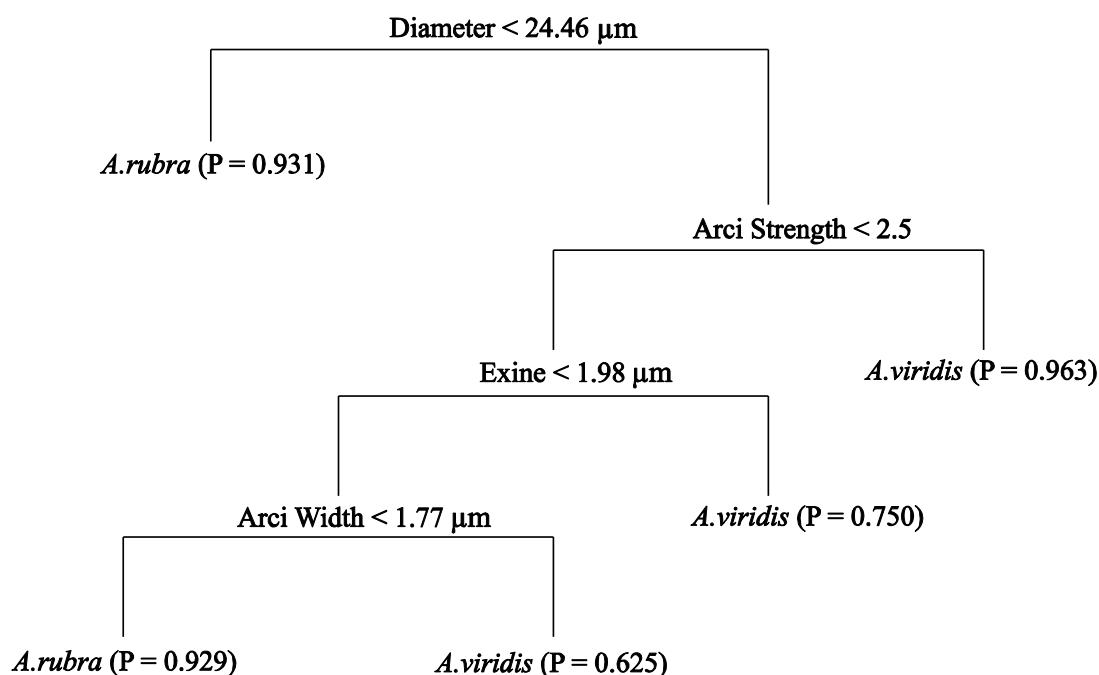 Diameter < 24.46 μm
A.rubra (P = 0.931)
Arci Strength < 2.5
Exine < 1.98 μm
A.viridis (P = 0.963)
Arci Width < 1.77 μm
A.viridis (P = 0.750)
A.rubra (P = 0.929)
A.viridis (P = 0.625)